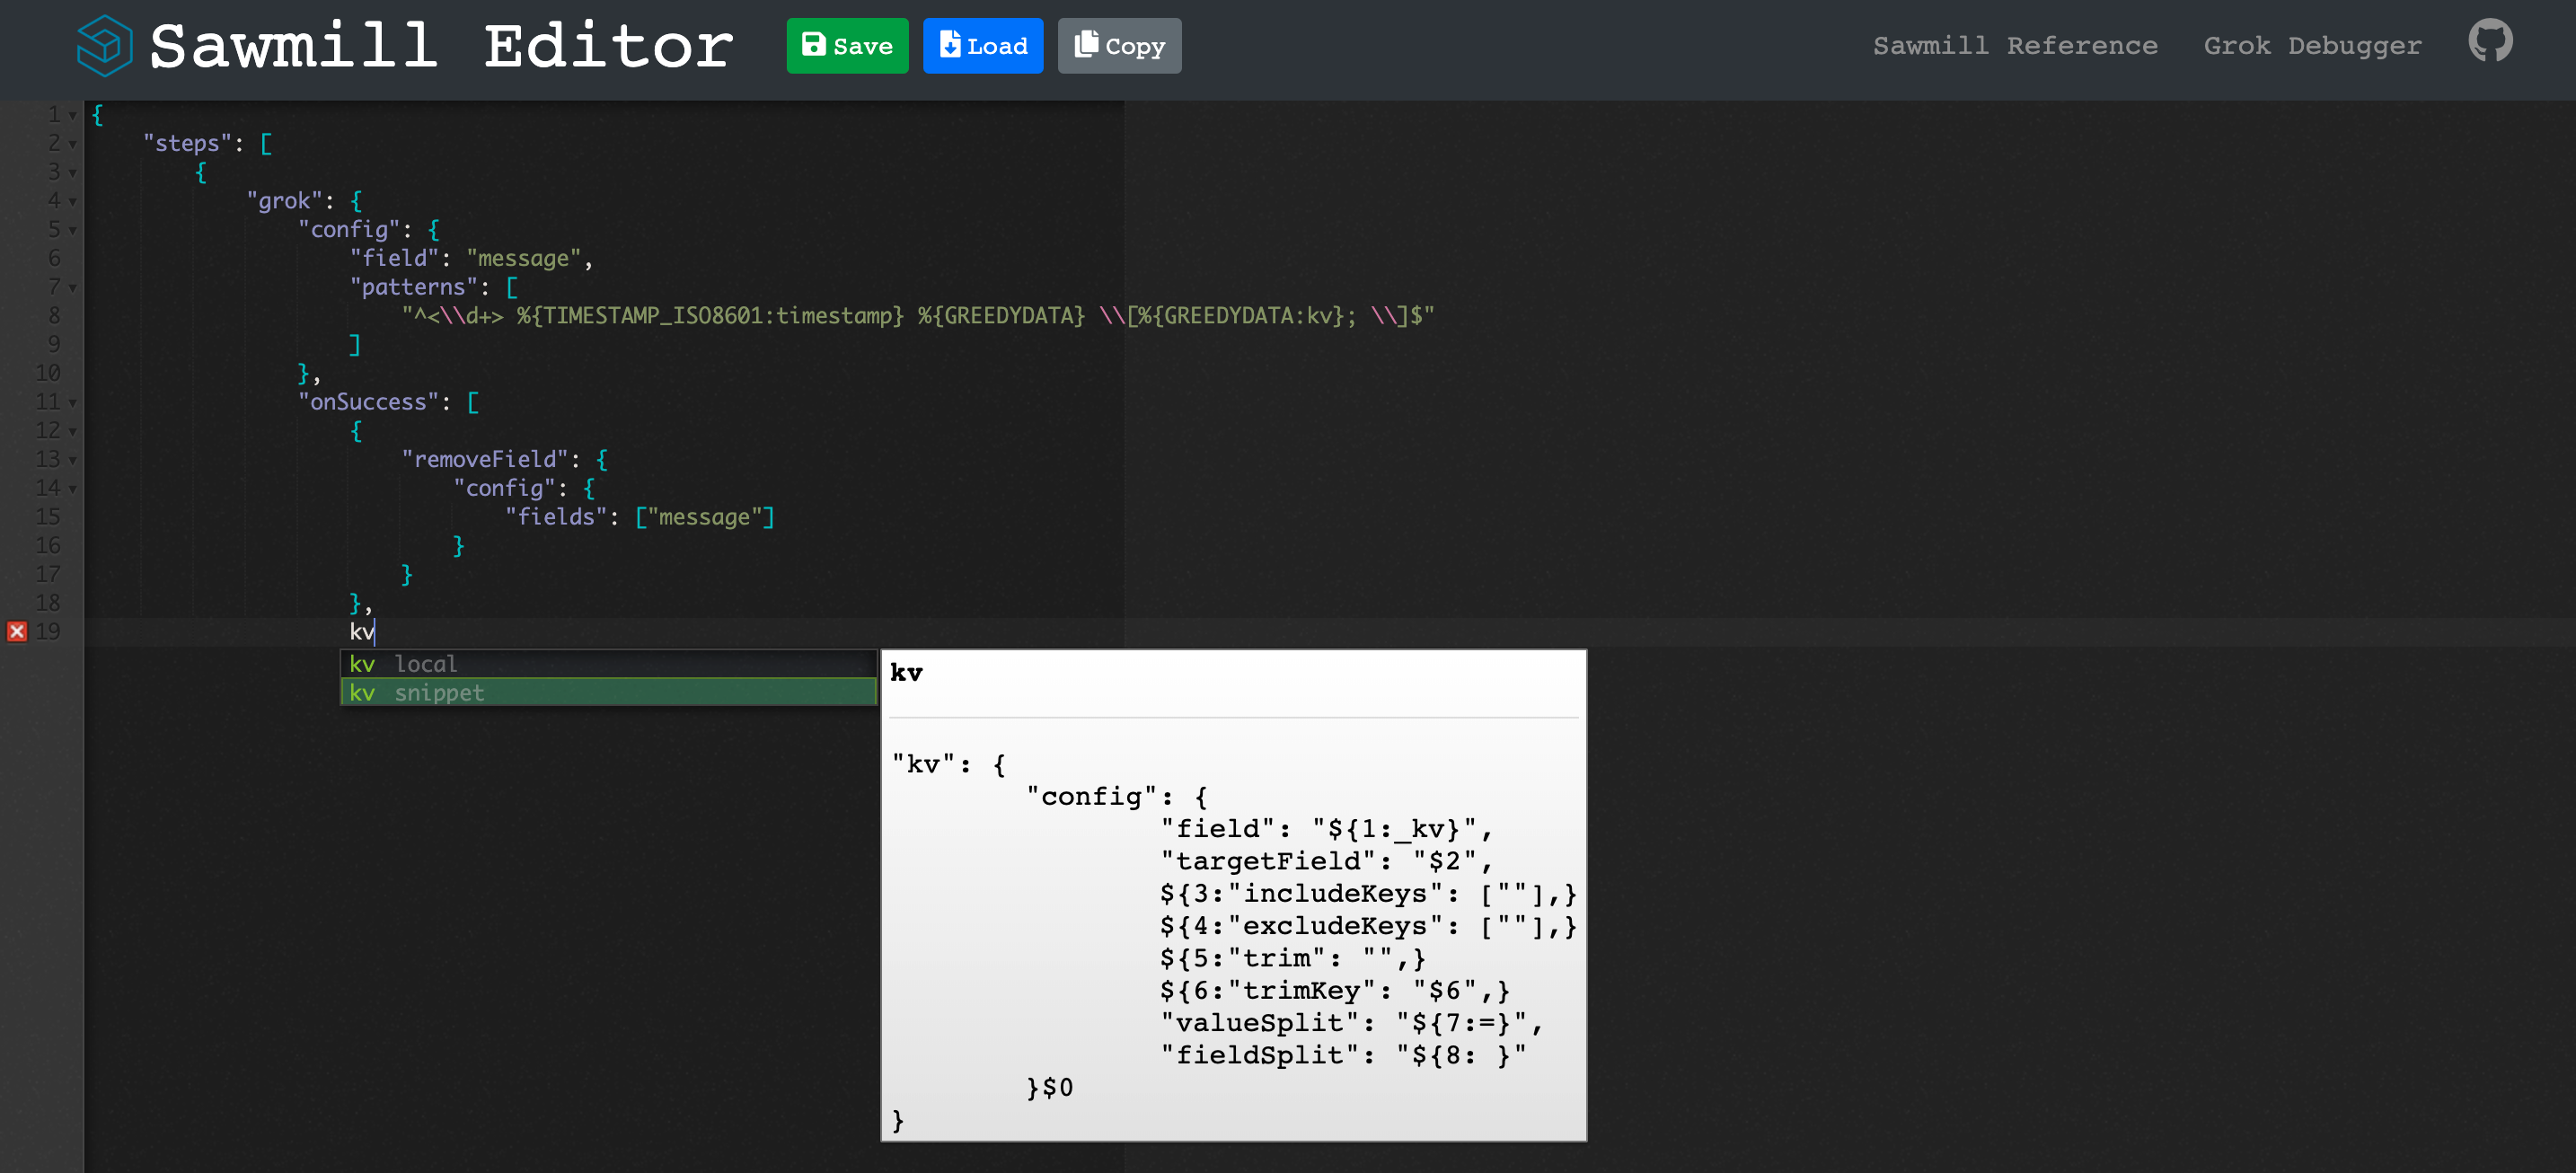 Sawmill Editor Save Load Copy Sawmill Reference Grok Debugger
1 {
2 "steps": [
3 {
4 "grok": {
5 "config": {
6 "field": "message",
7 "patterns": [
8 "^<\\d+> %{TIMESTAMP_ISO8601:timestamp} %{GREEDYDATA} \\[%{GREEDYDATA:kv}; \\]$"
9 ]
10 },
11 "onSuccess": [
12 {
13 "removeField": {
14 "config": {
15 "fields": ["message"]
16 }
17 }
18 },
19 kv
kv local
kv snippet
kv
"kv": {
"config": {
"field": "${1:_kv}",
"targetField": "$2",
${3:"includeKeys": [""],}
${4:"excludeKeys": [""],}
${5:"trim": "",}
${6:"trimKey": "$6",}
"valueSplit": "${7:=}",
"fieldSplit": "${8: }"
}$0
}